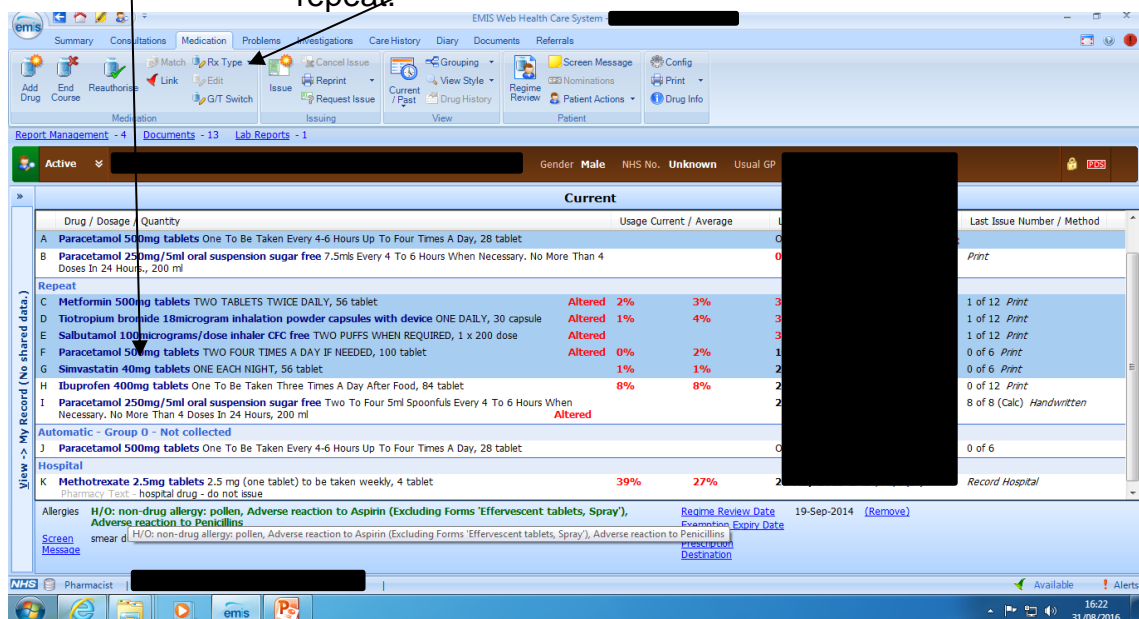 repeat.
emis
EMIS Web Health Care System -
Summary Consultations Medication Problems Investigations Care History Diary Documents Referrals
Add Drug
End Course
Reauthorise
Match
Link
Rx Type
Edit
G/T Switch
Medication
Issue
Cancel Issue
Reprint
Request Issue
Issuing
Current / Past
Grouping
View Style
Drug History
View
Regime Review
Screen Message
Nominations
Patient Actions
Patient
Config
Print
Drug Info
Report Management - 4 Documents - 13 Lab Reports - 1
Active Gender Male NHS No. Unknown Usual GP PDS
» Current
View -> My Record (No shared data.)
Drug / Dosage / Quantity Usage Current / Average L Last Issue Number / Method
A Paracetamol 500mg tablets One To Be Taken Every 4-6 Hours Up To Four Times A Day, 28 tablet O
B Paracetamol 250mg/5ml oral suspension sugar free 7.5mls Every 4 To 6 Hours When Necessary. No More Than 4 0 Print
Doses In 24 Hours., 200 ml
Repeat
C Metformin 500mg tablets TWO TABLETS TWICE DAILY, 56 tablet Altered 2% 3% 3 1 of 12 Print
D Tiotropium bromide 18microgram inhalation powder capsules with device ONE DAILY, 30 capsule Altered 1% 4% 3 1 of 12 Print
E Salbutamol 100micrograms/dose inhaler CFC free TWO PUFFS WHEN REQUIRED, 1 x 200 dose Altered 3 1 of 12 Print
F Paracetamol 500mg tablets TWO FOUR TIMES A DAY IF NEEDED, 100 tablet Altered 0% 2% 1 0 of 6 Print
G Simvastatin 40mg tablets ONE EACH NIGHT, 56 tablet 1% 1% 2 0 of 6 Print
H Ibuprofen 400mg tablets One To Be Taken Three Times A Day After Food, 84 tablet 8% 8% 2 0 of 12 Print
I Paracetamol 250mg/5ml oral suspension sugar free Two To Four 5ml Spoonfuls Every 4 To 6 Hours When 2 8 of 8 (Calc) Handwritten
Necessary. No More Than 4 Doses In 24 Hours, 200 ml Altered
Automatic - Group 0 - Not collected
J Paracetamol 500mg tablets One To Be Taken Every 4-6 Hours Up To Four Times A Day, 28 tablet O 0 of 6
Hospital
K Methotrexate 2.5mg tablets 2.5 mg (one tablet) to be taken weekly, 4 tablet 39% 27% 2 Record Hospital
Pharmacy Text - hospital drug - do not issue
Allergies H/O: non-drug allergy: pollen, Adverse reaction to Aspirin (Excluding Forms 'Effervescent tablets, Spray'), Regime Review Date 19-Sep-2014 (Remove)
Adverse reaction to Penicillins Exemption Expiry Date
Screen Message smear d
H/O: non-drug allergy: pollen, Adverse reaction to Aspirin (Excluding Forms 'Effervescent tablets, Spray'), Adverse reaction to Penicillins
Prescription Destination
NHS Pharmacist Available Alerts
emis
16:22
31/08/2016